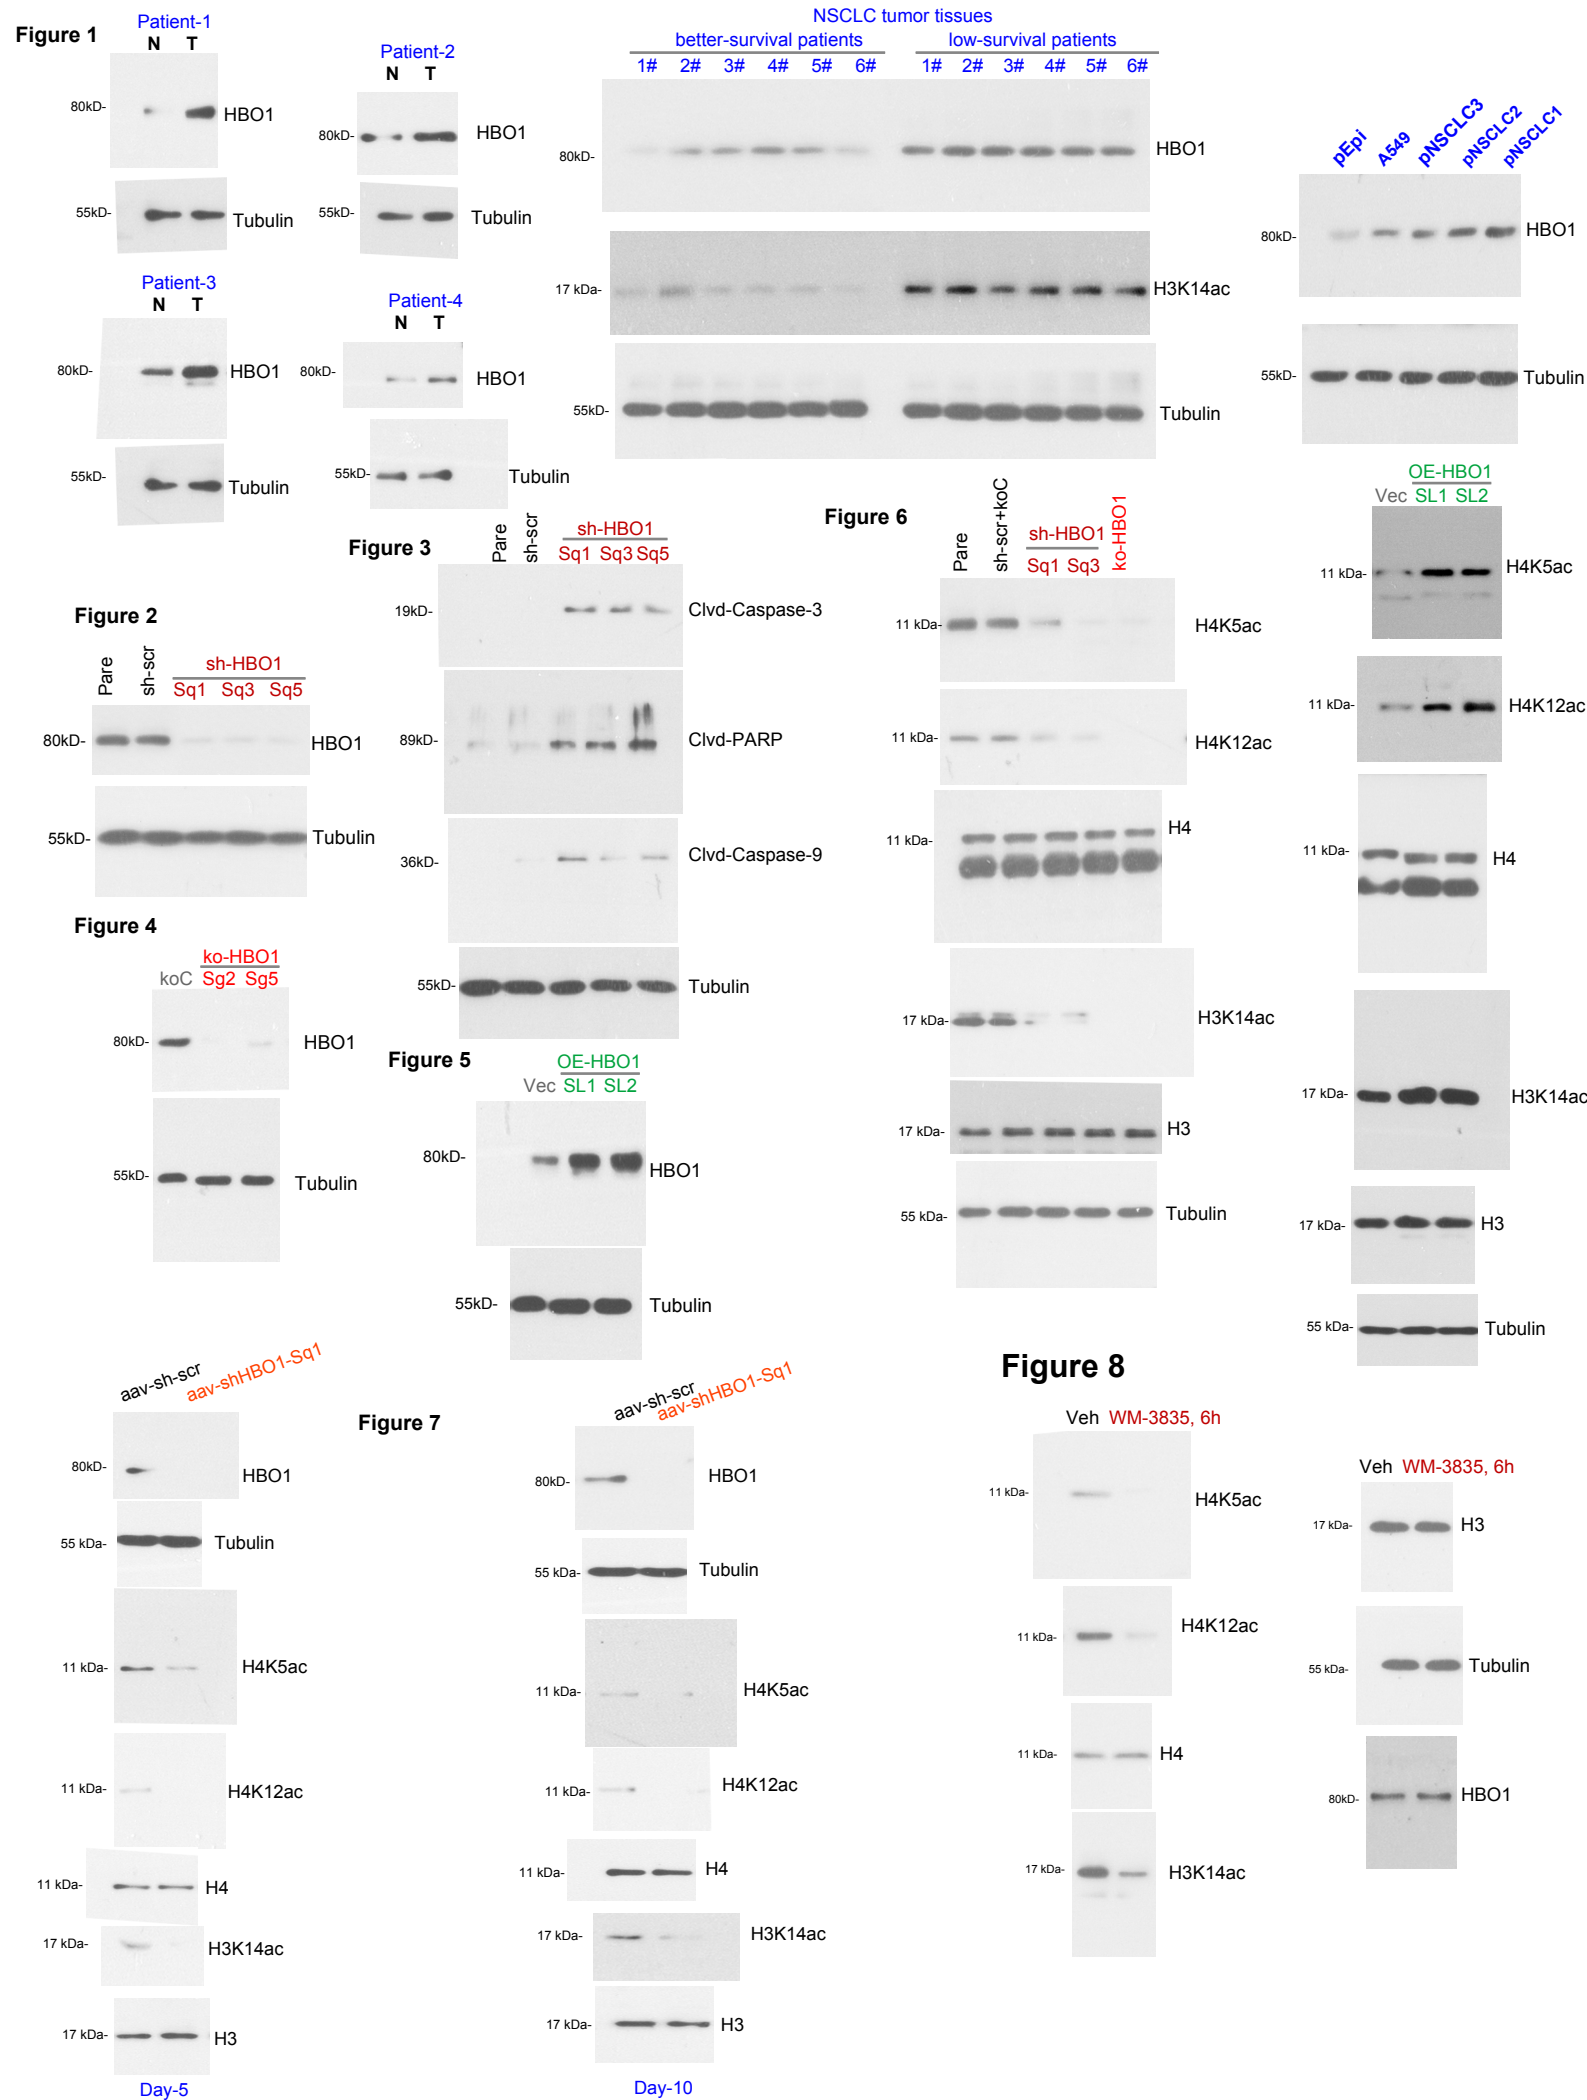 Figure 1
Patient-1
N T
80kD-
HBO1
55kD-
Tubulin
Patient-2
N T
80kD-
HBO1
55kD-
Tubulin
Patient-3
N T
80kD-
HBO1
55kD-
Tubulin
Patient-4
N T
80kD-
HBO1
55kD-
Tubulin
NSCLC tumor tissues
better-survival patients low-survival patients
1# 2# 3# 4# 5# 6# 1# 2# 3# 4# 5# 6#
80kD-
HBO1
17 kDa-
H3K14ac
55kD-
Tubulin
pEpi A549 pNSCLC3 pNSCLC2 pNSCLC1
80kD-
HBO1
55kD-
Tubulin
Figure 2
Pare sh-scr
sh-HBO1
Sq1 Sq3 Sq5
80kD-
HBO1
55kD-
Tubulin
Figure 3
Pare sh-scr
sh-HBO1
Sq1 Sq3 Sq5
19kD-
Clvd-Caspase-3
89kD-
Clvd-PARP
36kD-
Clvd-Caspase-9
55kD-
Tubulin
Figure 4
ko-HBO1
koC Sg2 Sg5
80kD-
HBO1
55kD-
Tubulin
Figure 5
OE-HBO1
Vec SL1 SL2
80kD-
HBO1
55kD-
Tubulin
Figure 6
Pare sh-scr+koC
sh-HBO1
Sq1 Sq3
ko-HBO1
11 kDa-
H4K5ac
11 kDa-
H4K12ac
11 kDa-
H4
17 kDa-
H3K14ac
17 kDa-
H3
55 kDa-
Tubulin
OE-HBO1
Vec SL1 SL2
11 kDa-
H4K5ac
11 kDa-
H4K12ac
11 kDa-
H4
17 kDa-
H3K14ac
17 kDa-
H3
55 kDa-
Tubulin
Figure 7
aav-sh-scr
aav-shHBO1-Sq1
80kD-
HBO1
55 kDa-
Tubulin
11 kDa-
H4K5ac
11 kDa-
H4K12ac
11 kDa-
H4
17 kDa-
H3K14ac
17 kDa-
H3
Day-5
aav-sh-scr
aav-shHBO1-Sq1
80kD-
HBO1
55 kDa-
Tubulin
11 kDa-
H4K5ac
11 kDa-
H4K12ac
11 kDa-
H4
17 kDa-
H3K14ac
17 kDa-
H3
Day-10
Figure 8
Veh WM-3835, 6h
11 kDa-
H4K5ac
11 kDa-
H4K12ac
11 kDa-
H4
17 kDa-
H3K14ac
Veh WM-3835, 6h
17 kDa-
H3
55 kDa-
Tubulin
80kD-
HBO1